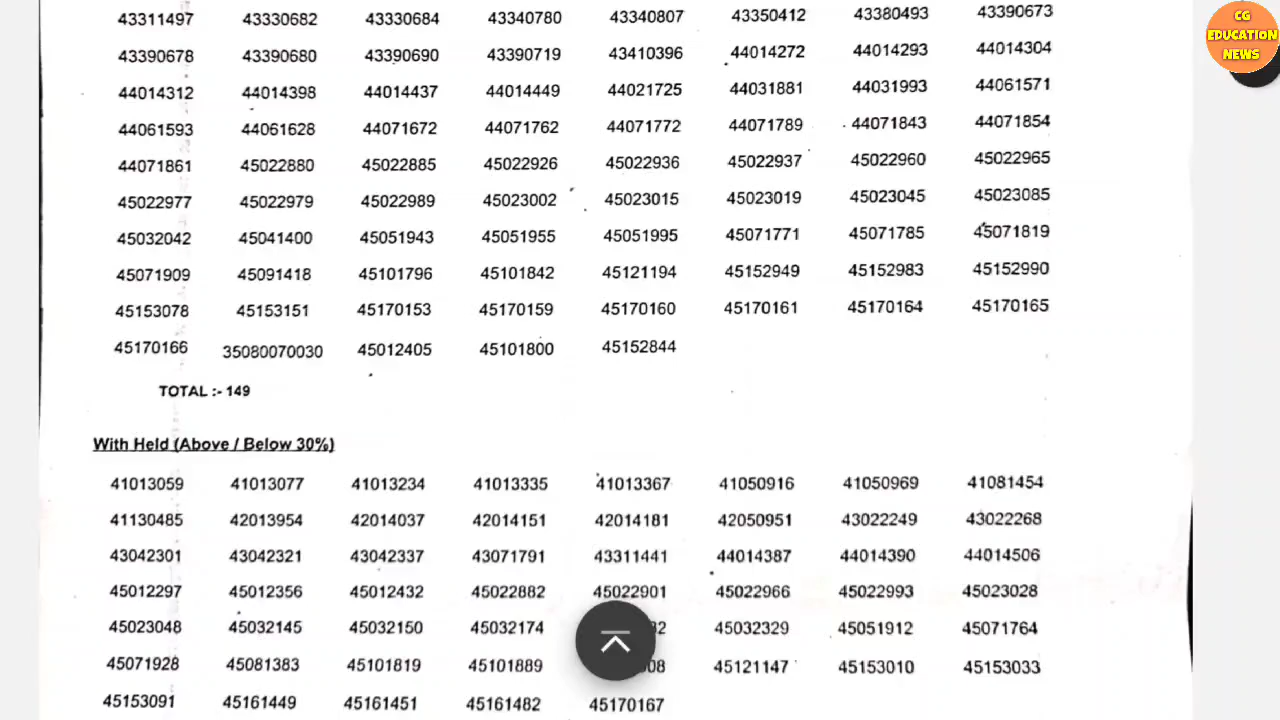 43311497 43330682 43330684 43340780 43340807 43350412 43380493 43390673
43390678 43390680 43390690 43390719 43410396 44014272 44014293 44014304
44014312 44014398 44014437 44014449 44021725 44031881 44031993 44061571
44061593 44061628 44071672 44071762 44071772 44071789 44071843 44071854
44071861 45022880 45022885 45022926 45022936 45022937 45022960 45022965
45022977 45022979 45022989 45023002 45023015 45023019 45023045 45023085
45032042 45041400 45051943 45051955 45051995 45071771 45071785 45071819
45071909 45091418 45101796 45101842 45121194 45152949 45152983 45152990
45153078 45153151 45170153 45170159 45170160 45170161 45170164 45170165
45170166 35080070030 45012405 45101800 45152844
TOTAL :- 149
With Held (Above / Below 30%)
41013059 41013077 41013234 41013335 41013367 41050916 41050969 41081454
41130485 42013954 42014037 42014151 42014181 42050951 43022249 43022268
43042301 43042321 43042337 43071791 43311441 44014387 44014390 44014506
45012297 45012356 45012432 45022882 45022901 45022966 45022993 45023028
45023048 45032145 45032150 45032174 45032329 45051912 45071764
45071928 45081383 45101819 45101889 45121147 45153010 45153033
45153091 45161449 45161451 45161482 45170167
CG
EDUCATION
NEWS